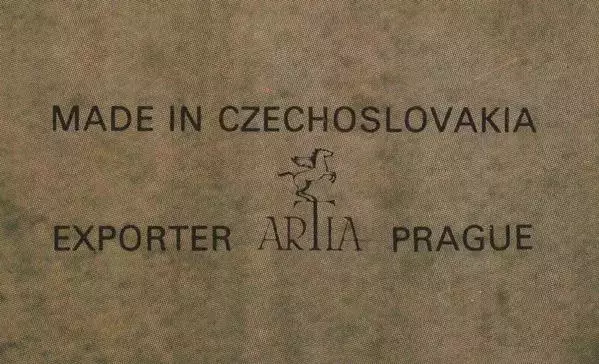 MADE IN CZECHOSLOVAKIA
EXPORTER ARTIA PRAGUE